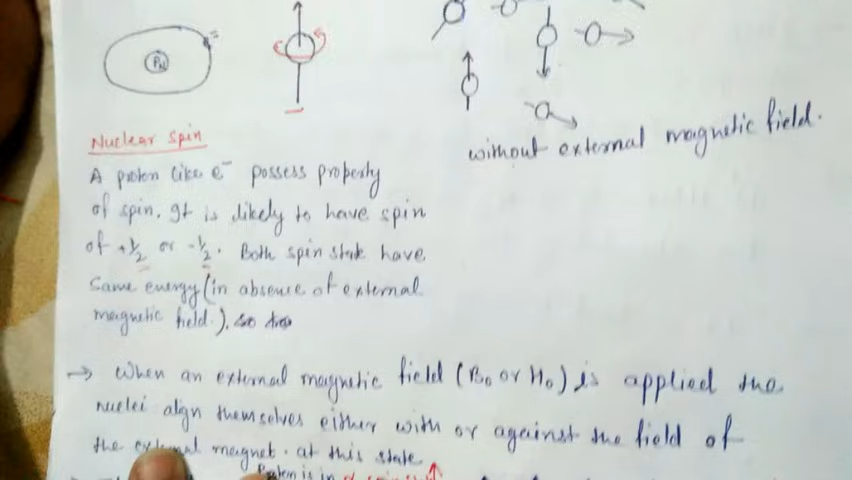 Nuclear spin
A proton like e⁻ possess property
of spin. It is likely to have spin
of +1/2 or -1/2. Both spin state have
Same energy (in absence of external
magnetic field.), so
without external magnetic field.
→ When an external magnetic field (B₀ or H₀) is applied the
nuclei align themselves either with or against the field of
the external magnet. at this state
Proton is in